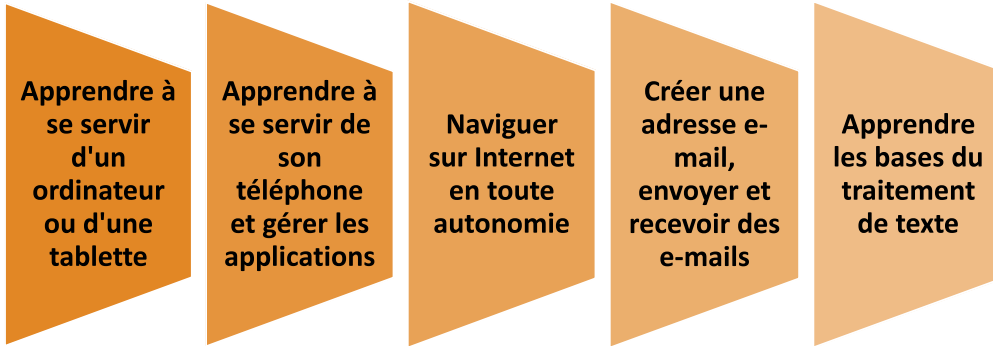 Apprendre à
se servir
d'un
ordinateur
ou d'une
tablette
Apprendre à
se servir de
son
téléphone
et gérer les
applications
Naviguer
sur Internet
en toute
autonomie
Créer une
adresse e-
mail,
envoyer et
recevoir des
e-mails
Apprendre
les bases du
traitement
de texte